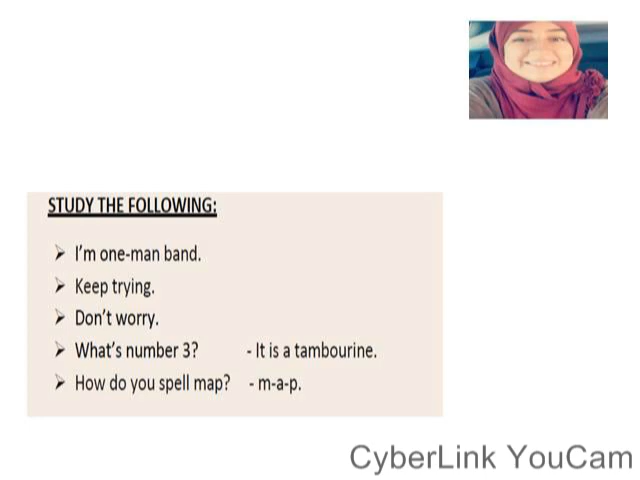 STUDY THE FOLLOWING:
➢ I'm one-man band.
➢ Keep trying.
➢ Don't worry.
➢ What's number 3? - It is a tambourine.
➢ How do you spell map? - m-a-p.
CyberLink YouCam